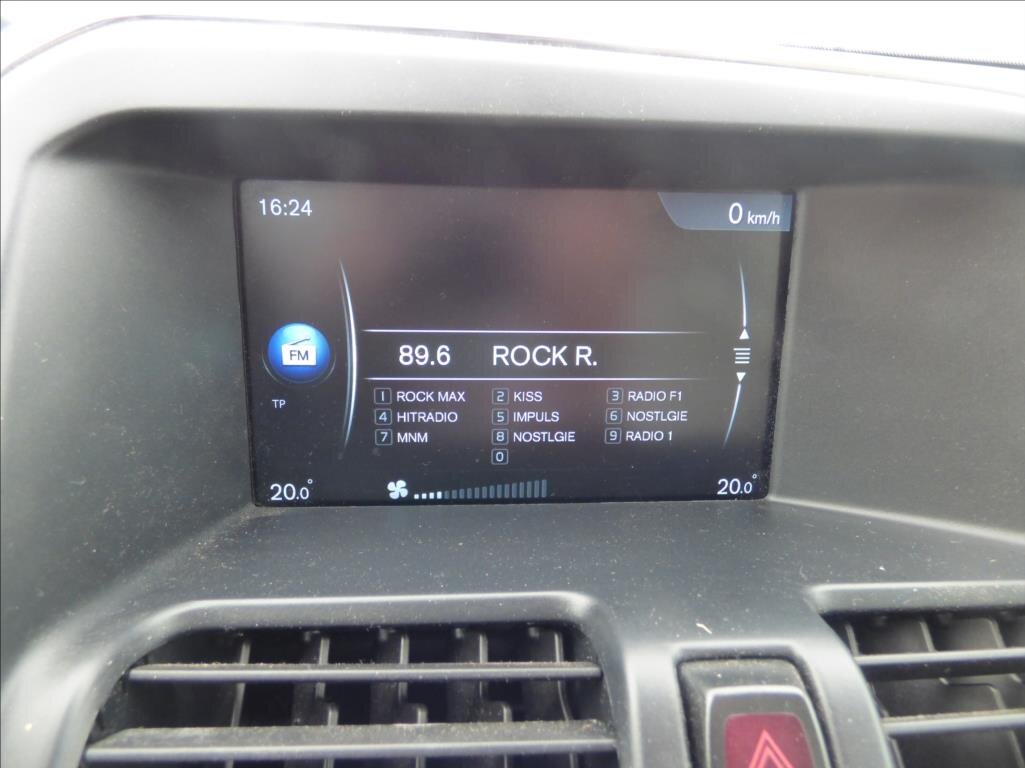 16:24
0 km/h
FM
89.6 ROCK R.
TP
1 ROCK MAX 2 KISS 3 RADIO F1
4 HITRADIO 5 IMPULS 6 NOSTLGIE
7 MNM 8 NOSTLGIE 9 RADIO 1
0
20.0° 20.0°